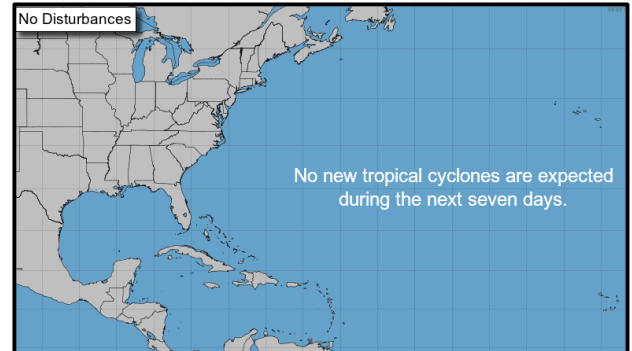 No Disturbances
No new tropical cyclones are expected
during the next seven days.